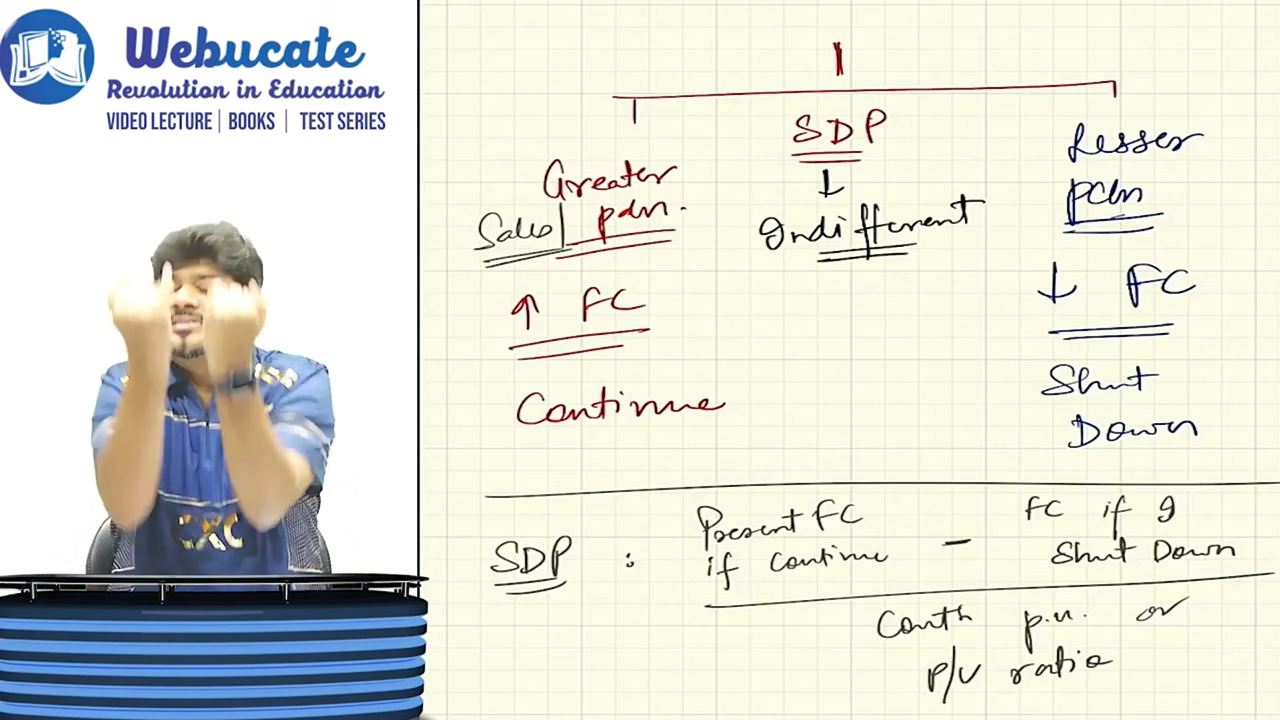 Webucate
Revolution in Education
VIDEO LECTURE | BOOKS | TEST SERIES
SDP
Indifferent
Greater
Sales/ pdn.
↑ FC
Continue
Lesser
pdn
↓ FC
Shut
Down
SDP : Present FC if continue - FC if I Shut Down
Contn p.u. or
P/V ratio
CXC